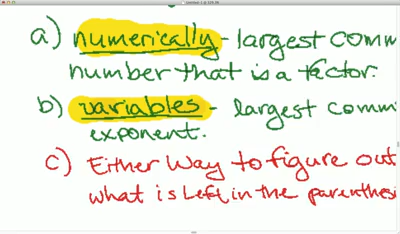 a) numerically - largest comm
number that is a factor.
b) variables - largest comm
exponent.
c) Either Way to figure out
what is left in the parenthesi